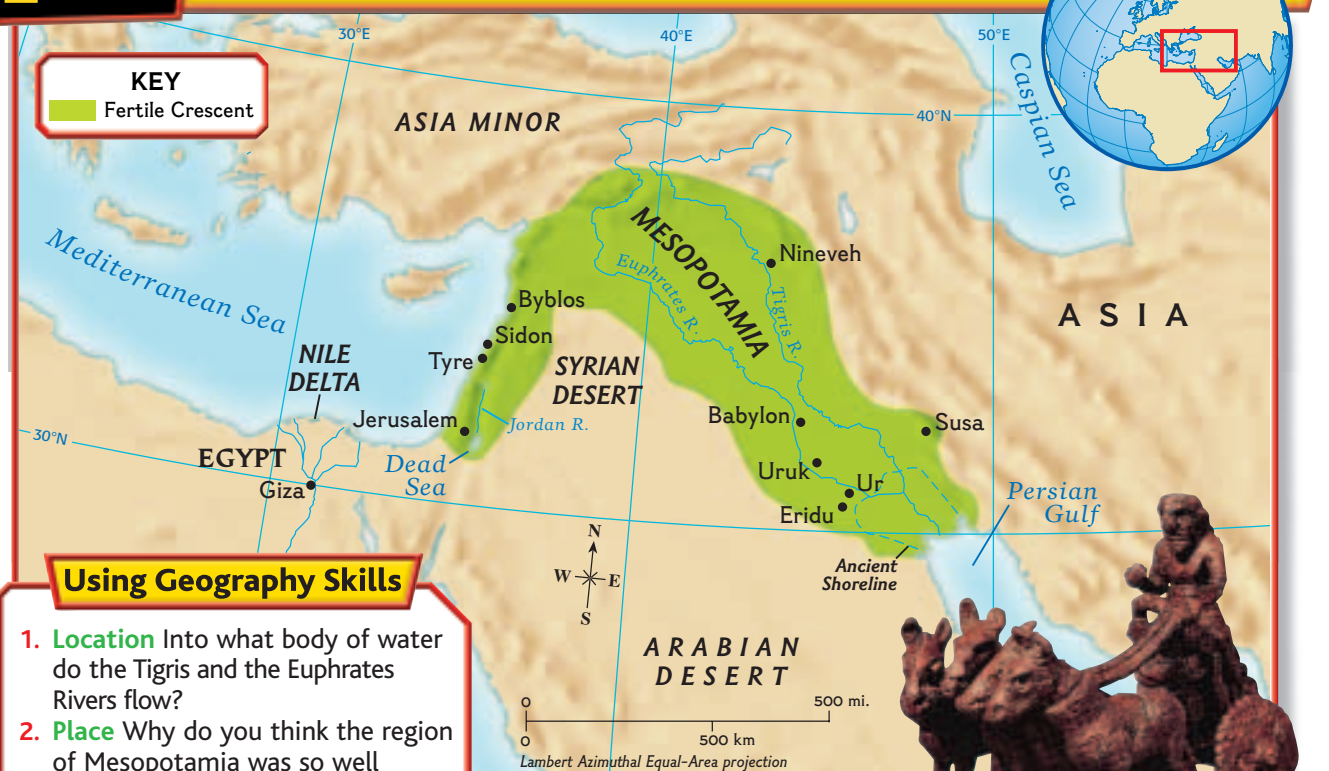 KEY
Fertile Crescent
30°E
40°E
50°E
40°N
30°N
Caspian Sea
ASIA MINOR
MESOPOTAMIA
Nineveh
Euphrates R.
Tigris R.
Mediterranean Sea
ASIA
Byblos
Sidon
Tyre
NILE
DELTA
SYRIAN
DESERT
Jerusalem
Jordan R.
Babylon
Susa
EGYPT
Dead
Sea
Giza
Uruk
Ur
Eridu
Persian
Gulf
Ancient
Shoreline
N
W
E
S
ARABIAN
DESERT
0
500 mi.
0
500 km
Lambert Azimuthal Equal-Area projection
Using Geography Skills
1. Location Into what body of water
do the Tigris and the Euphrates
Rivers flow?
2. Place Why do you think the region
of Mesopotamia was so well